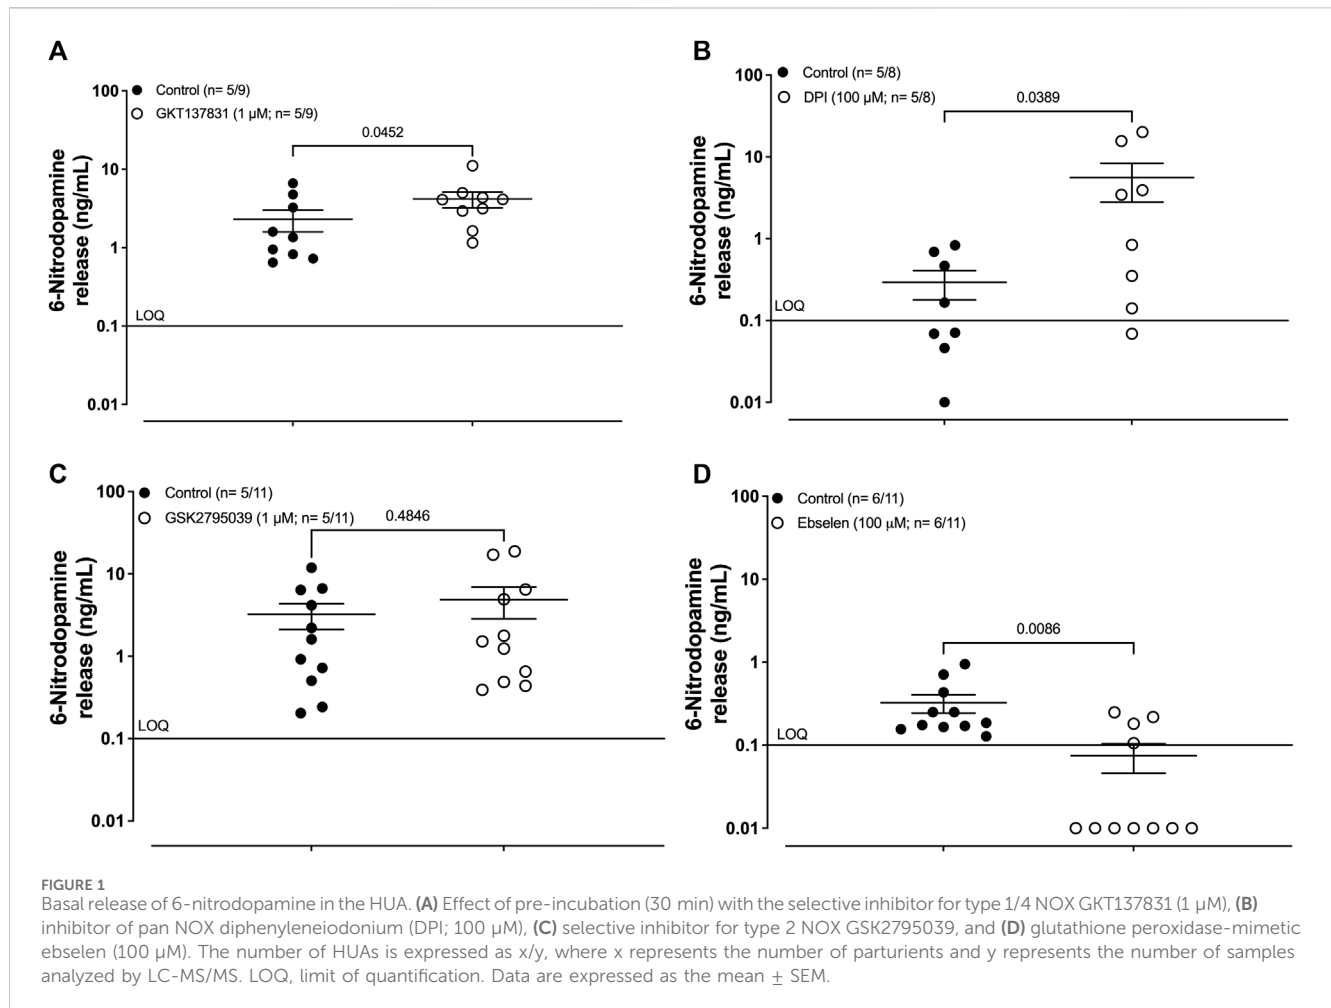 A
Control (n= 5/9)
GKT137831 (1 µM; n= 5/9)
0.0452
6-Nitrodopamine
release (ng/mL)
100
10
1
0.1
0.01
LOQ
B
Control (n= 5/8)
DPI (100 µM; n= 5/8)
0.0389
6-Nitrodopamine
release (ng/mL)
100
10
1
0.1
0.01
LOQ
C
Control (n= 5/11)
GSK2795039 (1 µM; n= 5/11)
0.4846
6-Nitrodopamine
release (ng/mL)
100
10
1
0.1
0.01
LOQ
D
Control (n= 6/11)
Ebselen (100 µM; n= 6/11)
0.0086
6-Nitrodopamine
release (ng/mL)
100
10
1
0.1
0.01
LOQ
FIGURE 1
Basal release of 6-nitrodopamine in the HUA. (A) Effect of pre-incubation (30 min) with the selective inhibitor for type 1/4 NOX GKT137831 (1 µM), (B)
inhibitor of pan NOX diphenyleneiodonium (DPI; 100 µM), (C) selective inhibitor for type 2 NOX GSK2795039, and (D) glutathione peroxidase-mimetic
ebselen (100 µM). The number of HUAs is expressed as x/y, where x represents the number of parturients and y represents the number of samples
analyzed by LC-MS/MS. LOQ, limit of quantification. Data are expressed as the mean ± SEM.